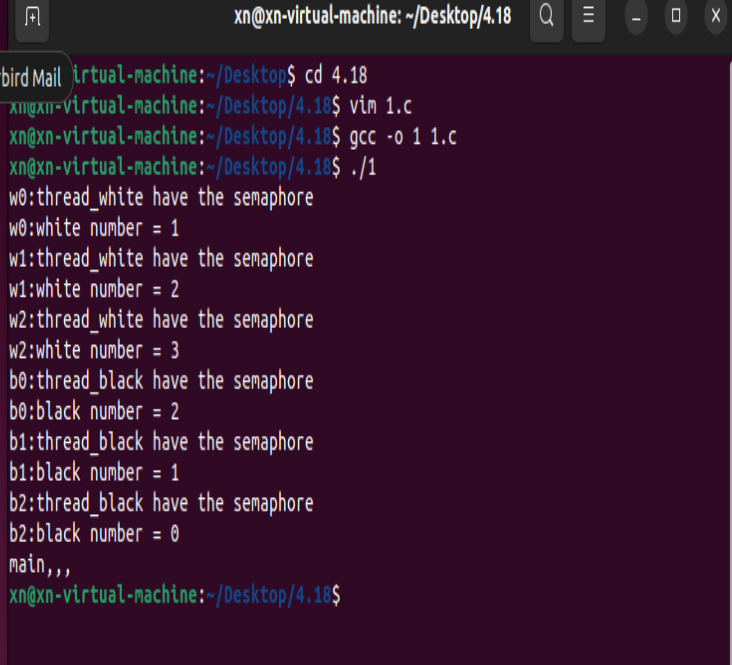 xn@xn-virtual-machine: ~/Desktop/4.18
bird Mail
irtual-machine:~/Desktop$ cd 4.18
xn@xn-virtual-machine:~/Desktop/4.18$ vim 1.c
xn@xn-virtual-machine:~/Desktop/4.18$ gcc -o 1 1.c
xn@xn-virtual-machine:~/Desktop/4.18$ ./1
w0:thread_white have the semaphore
w0:white number = 1
w1:thread_white have the semaphore
w1:white number = 2
w2:thread_white have the semaphore
w2:white number = 3
b0:thread_black have the semaphore
b0:black number = 2
b1:thread_black have the semaphore
b1:black number = 1
b2:thread_black have the semaphore
b2:black number = 0
main,,,
xn@xn-virtual-machine:~/Desktop/4.18$